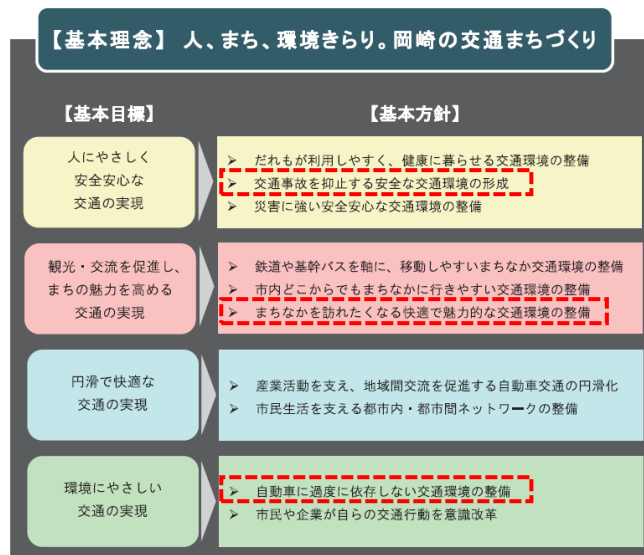 【基本理念】 人、まち、環境きらり。岡崎の交通まちづくり
【基本目標】
【基本方針】
人にやさしく
安全安心な
交通の実現
➢ だれもが利用しやすく、健康に暮らせる交通環境の整備
➢ 交通事故を抑止する安全な交通環境の形成
➢ 災害に強い安全安心な交通環境の整備
観光・交流を促進し、
まちの魅力を高める
交通の実現
➢ 鉄道や基幹バスを軸に、移動しやすいまちなか交通環境の整備
➢ 市内どこからでもまちなかに行きやすい交通環境の整備
➢ まちなかを訪れたくなる快適で魅力的な交通環境の整備
円滑で快適な
交通の実現
➢ 産業活動を支え、地域間交流を促進する自動車交通の円滑化
➢ 市民生活を支える都市内・都市間ネットワークの整備
環境にやさしい
交通の実現
➢ 自動車に過度に依存しない交通環境の整備
➢ 市民や企業が自らの交通行動を意識改革